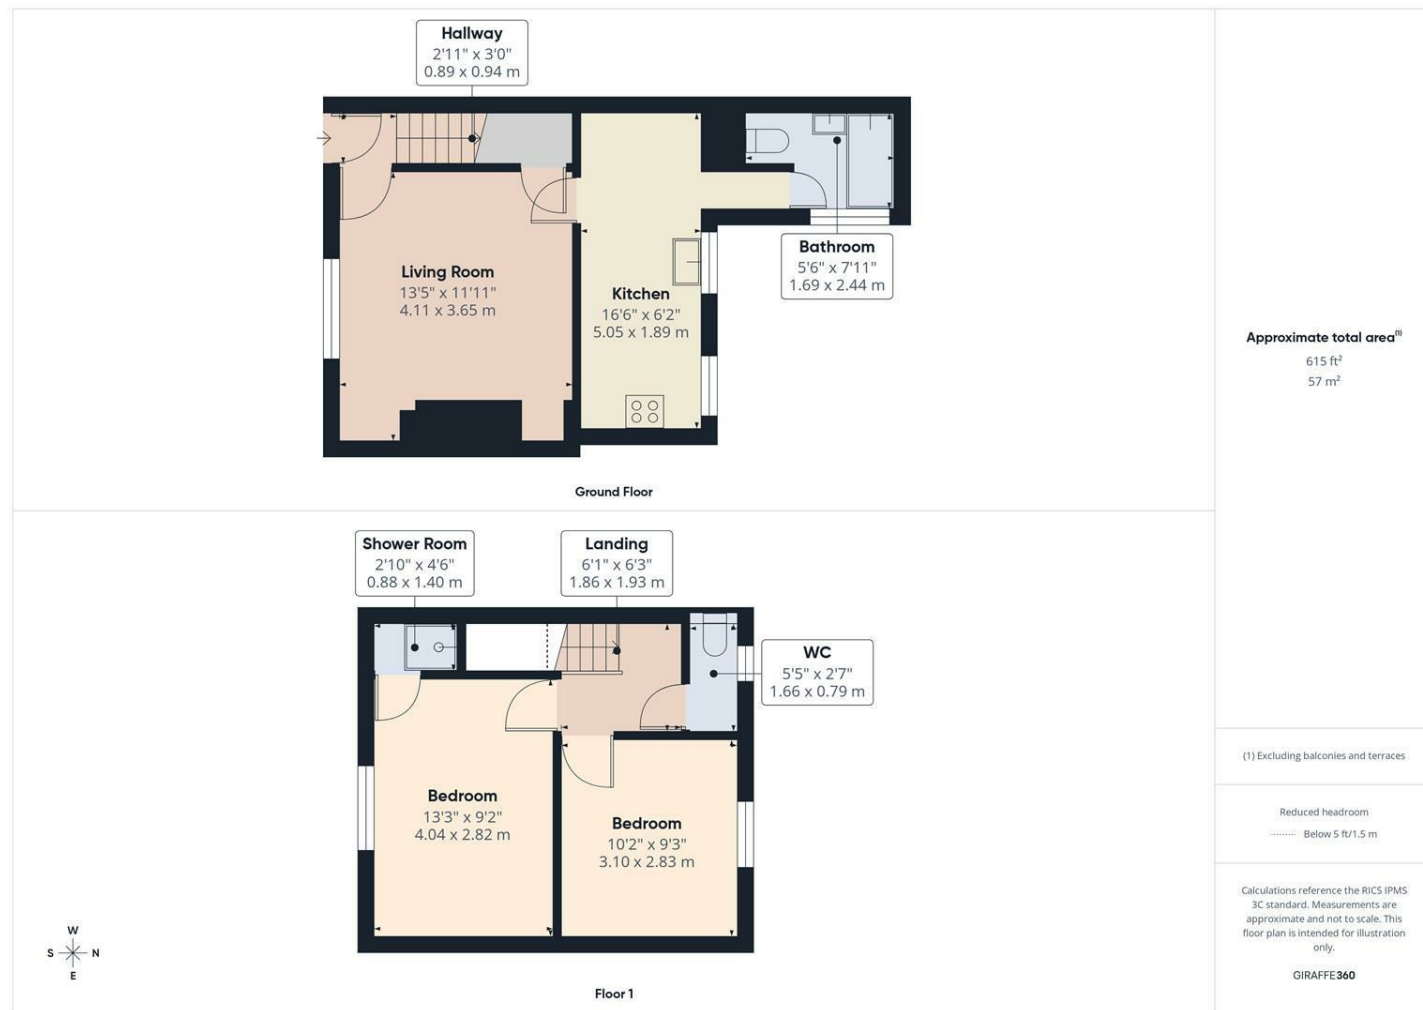 Hallway
2'11" x 3'0"
0.89 x 0.94 m
Living Room
13'5" x 11'11"
4.11 x 3.65 m
Kitchen
16'6" x 6'2"
5.05 x 1.89 m
Bathroom
5'6" x 7'11"
1.69 x 2.44 m
Ground Floor
Shower Room
2'10" x 4'6"
0.88 x 1.40 m
Landing
6'1" x 6'3"
1.86 x 1.93 m
WC
5'5" x 2'7"
1.66 x 0.79 m
Bedroom
13'3" x 9'2"
4.04 x 2.82 m
Bedroom
10'2" x 9'3"
3.10 x 2.83 m
W
S N
E
Floor 1
Approximate total area(1)
615 ft²
57 m²
(1) Excluding balconies and terraces
Reduced headroom
Below 5 ft/1.5 m
Calculations reference the RICS IPMS
3C standard. Measurements are
approximate and not to scale. This
floor plan is intended for illustration
only.
GIRAFFE360